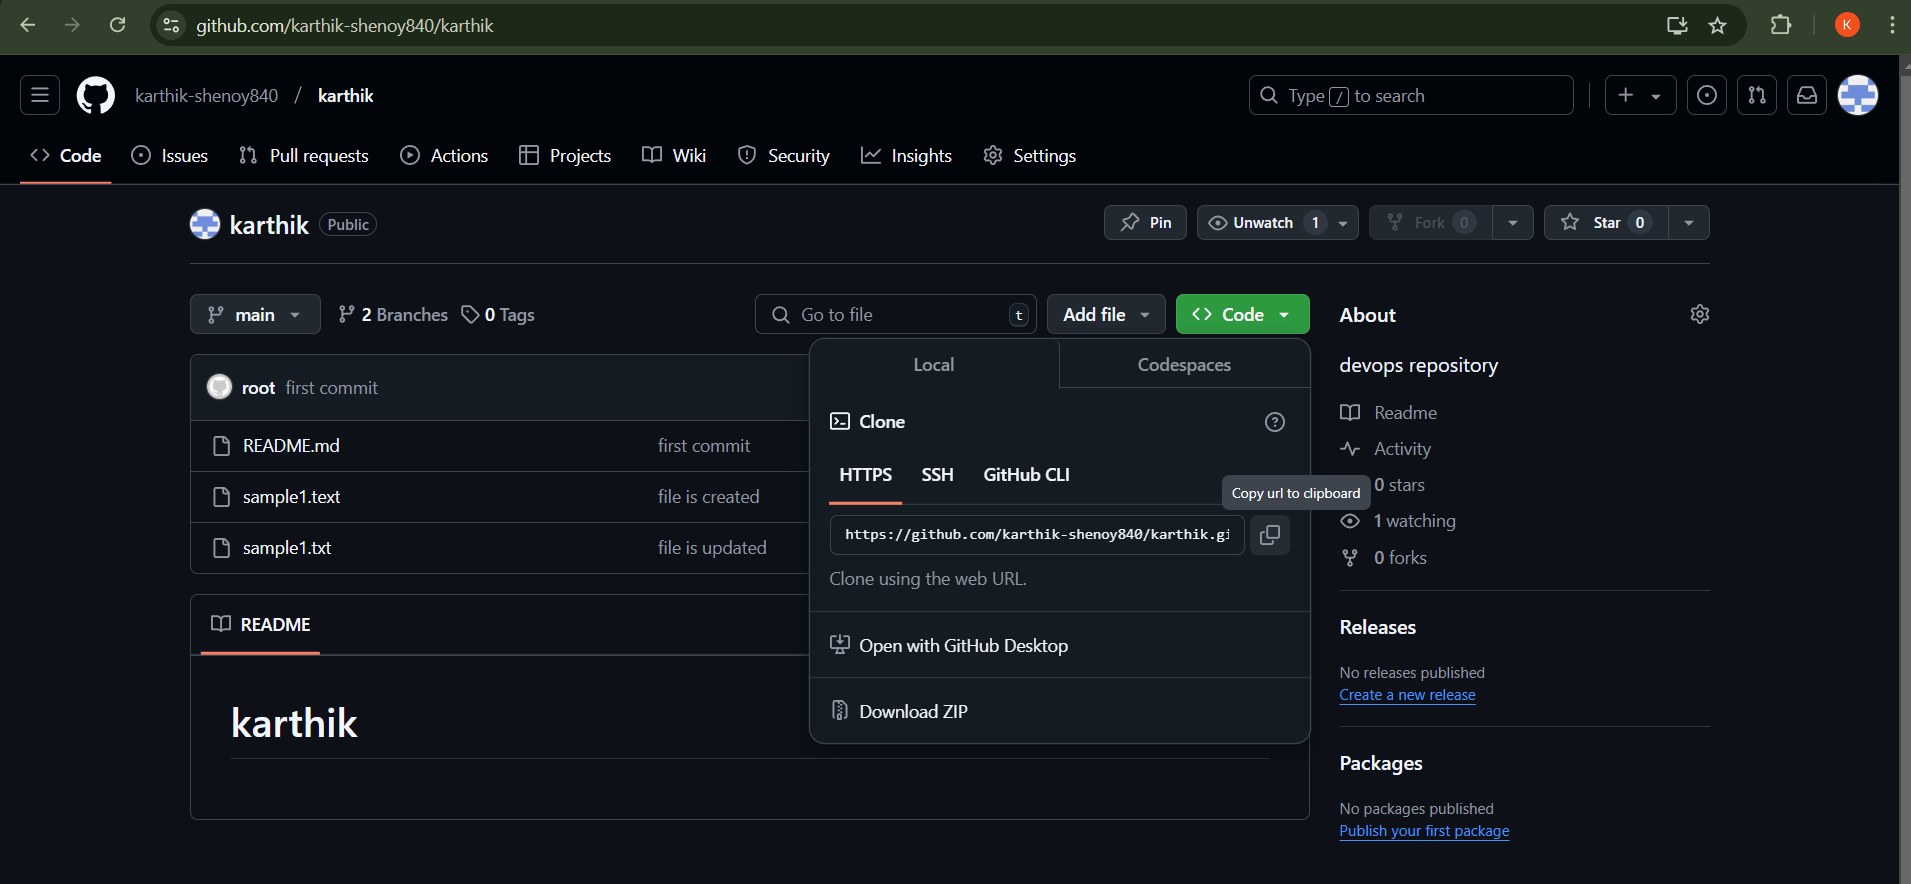 github.com/karthik-shenoy840/karthik
K
karthik-shenoy840 / karthik
Type / to search
Code Issues Pull requests Actions Projects Wiki Security Insights Settings
karthik Public
Pin Unwatch 1 Fork 0 Star 0
main 2 Branches 0 Tags Go to file t Add file Code
About
devops repository
Readme
Activity
0 stars
1 watching
0 forks
root first commit
README.md first commit
sample1.text file is created
sample1.txt file is updated
Local Codespaces
Clone
HTTPS SSH GitHub CLI
Copy url to clipboard
https://github.com/karthik-shenoy840/karthik.gi
Clone using the web URL.
Open with GitHub Desktop
Download ZIP
README
karthik
Releases
No releases published
Create a new release
Packages
No packages published
Publish your first package